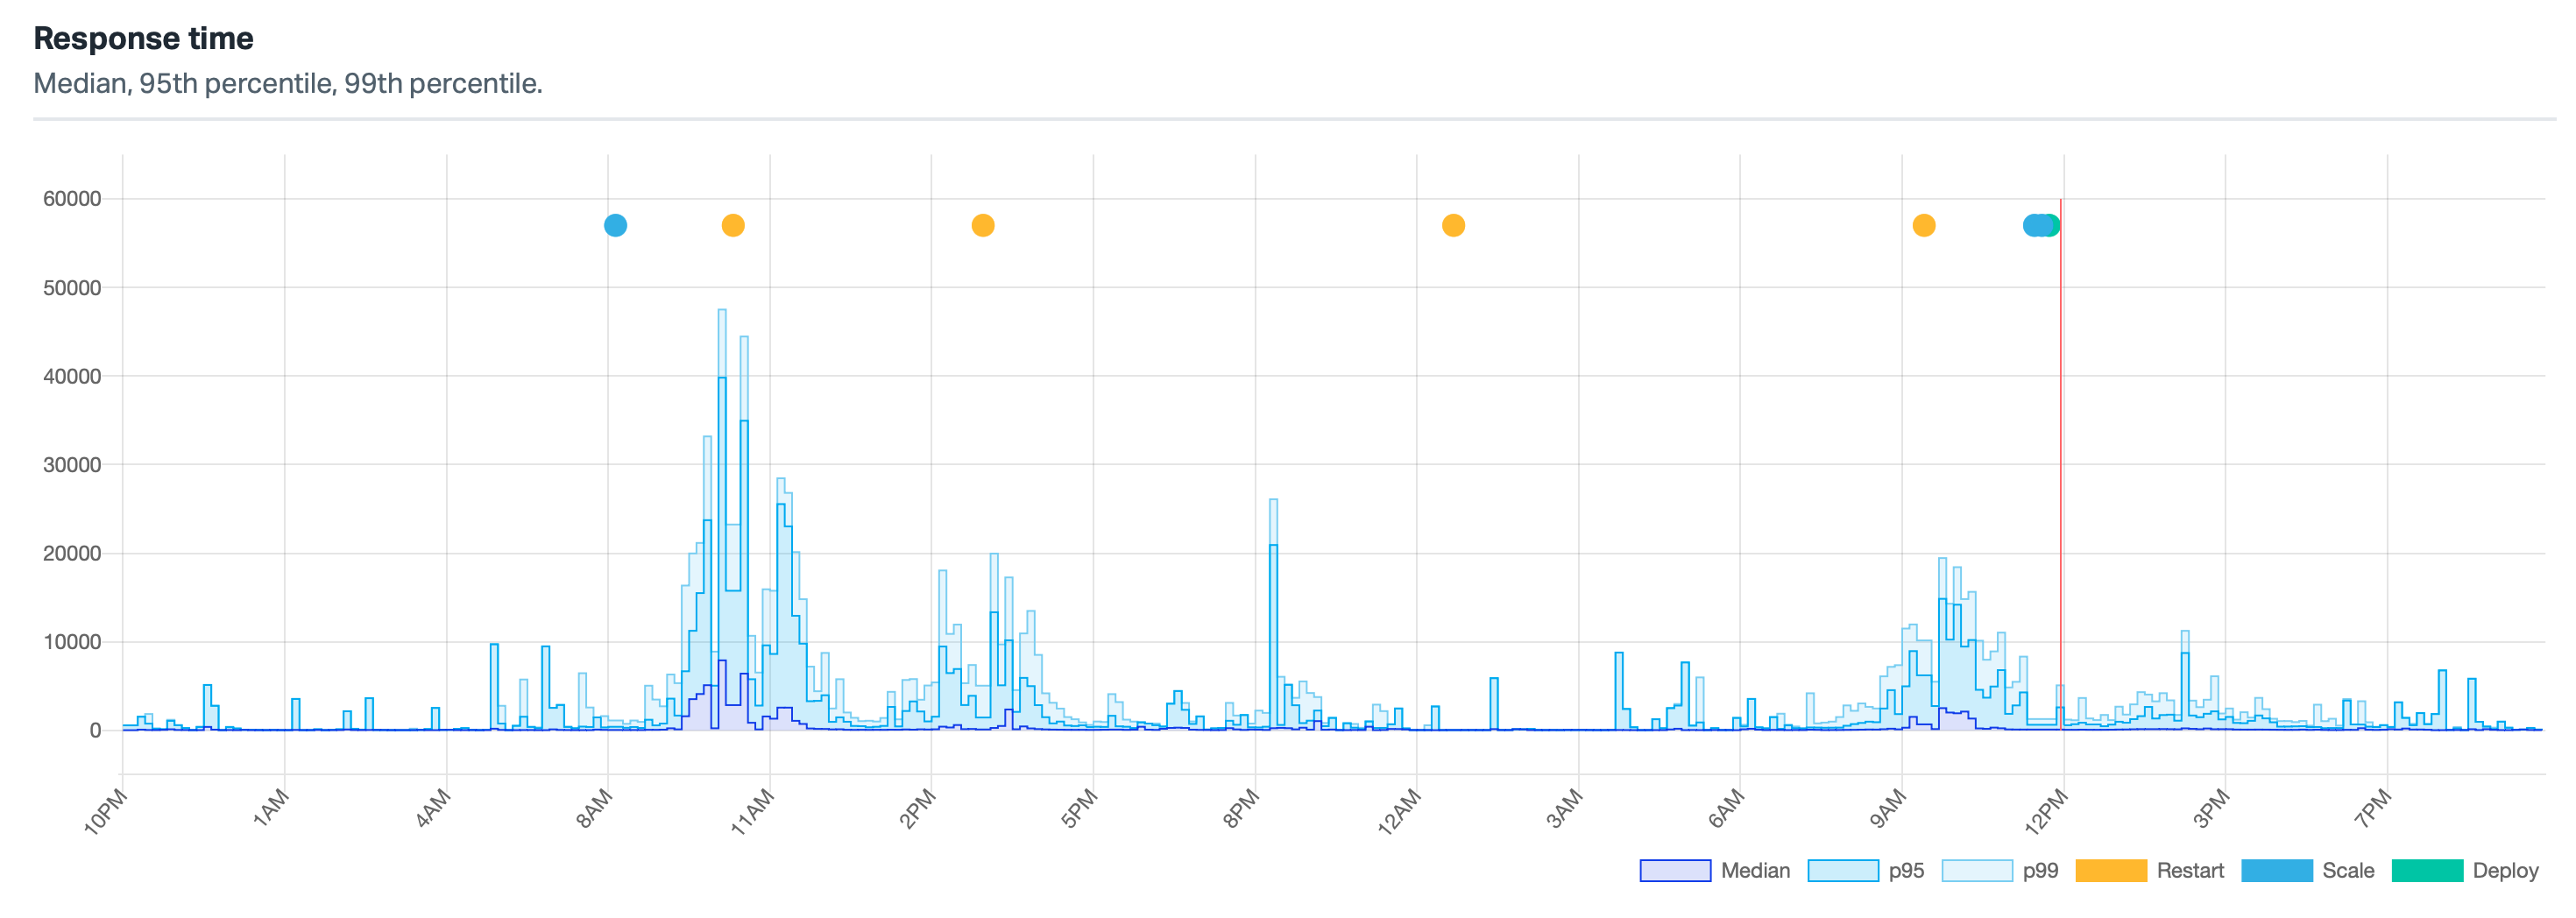 Response time
Median, 95th percentile, 99th percentile.
60000
50000
40000
30000
20000
10000
0
10PM 1AM 4AM 8AM 11AM 2PM 5PM 8PM 12AM 3AM 6AM 9AM 12PM 3PM 7PM
Median p95 p99 Restart Scale Deploy